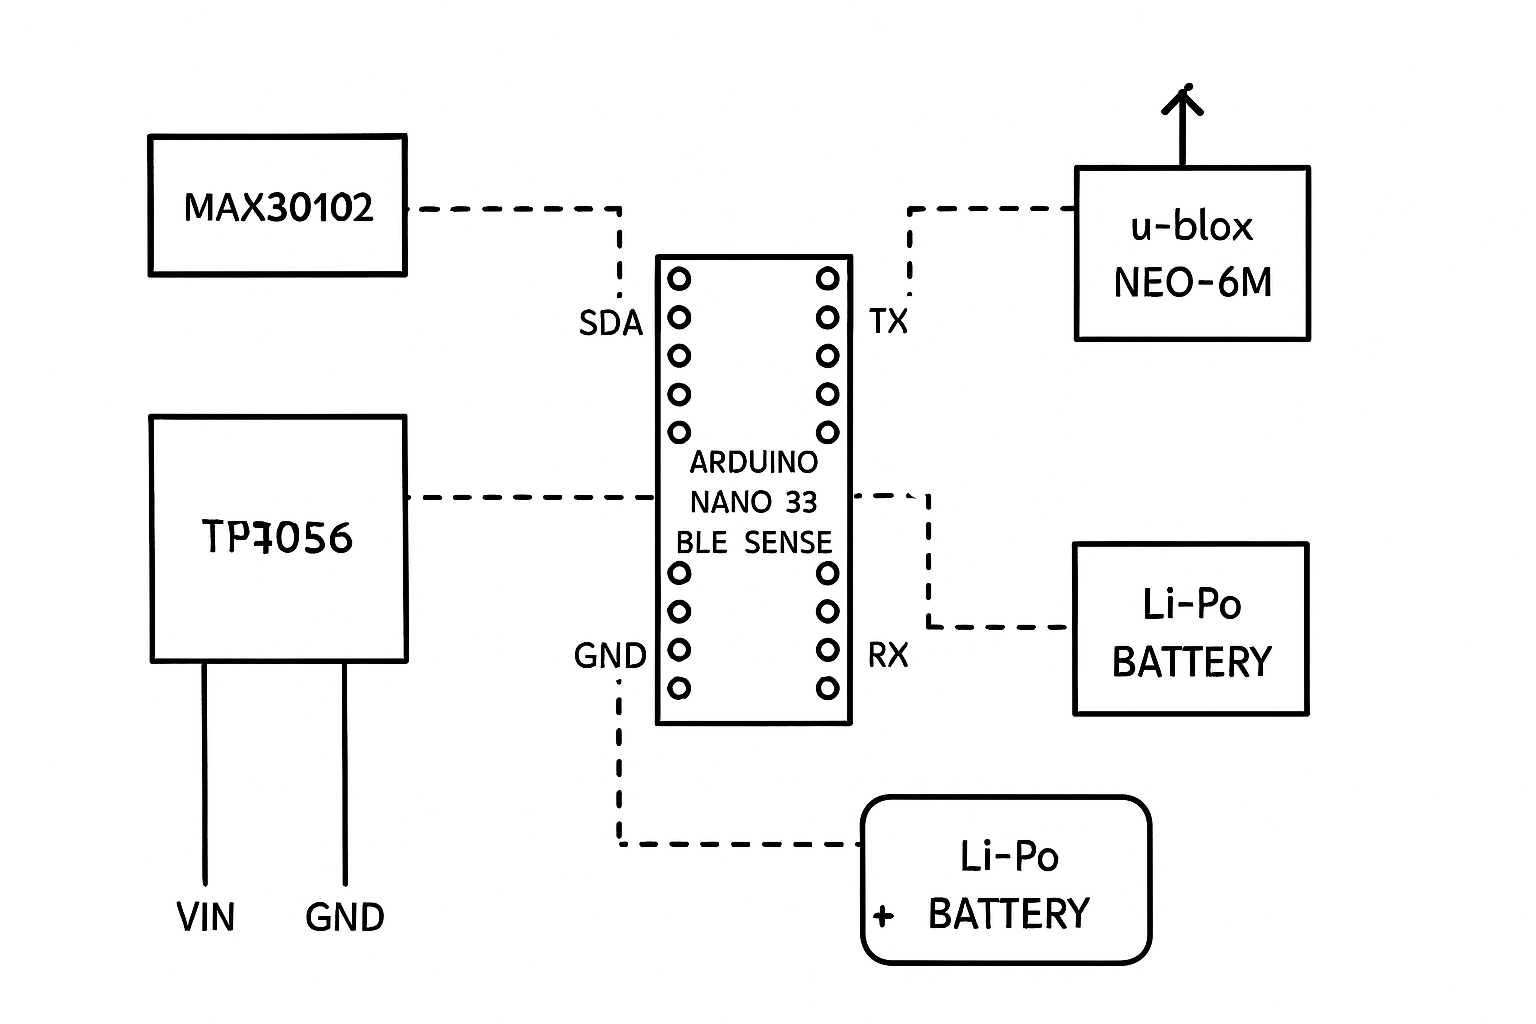 MAX30102
u-blox
NEO-6M
SDA
TX
ARDUINO
NANO 33
BLE SENSE
Li-Po
BATTERY
GND
RX
Li-Po
+ BATTERY
VIN
GND